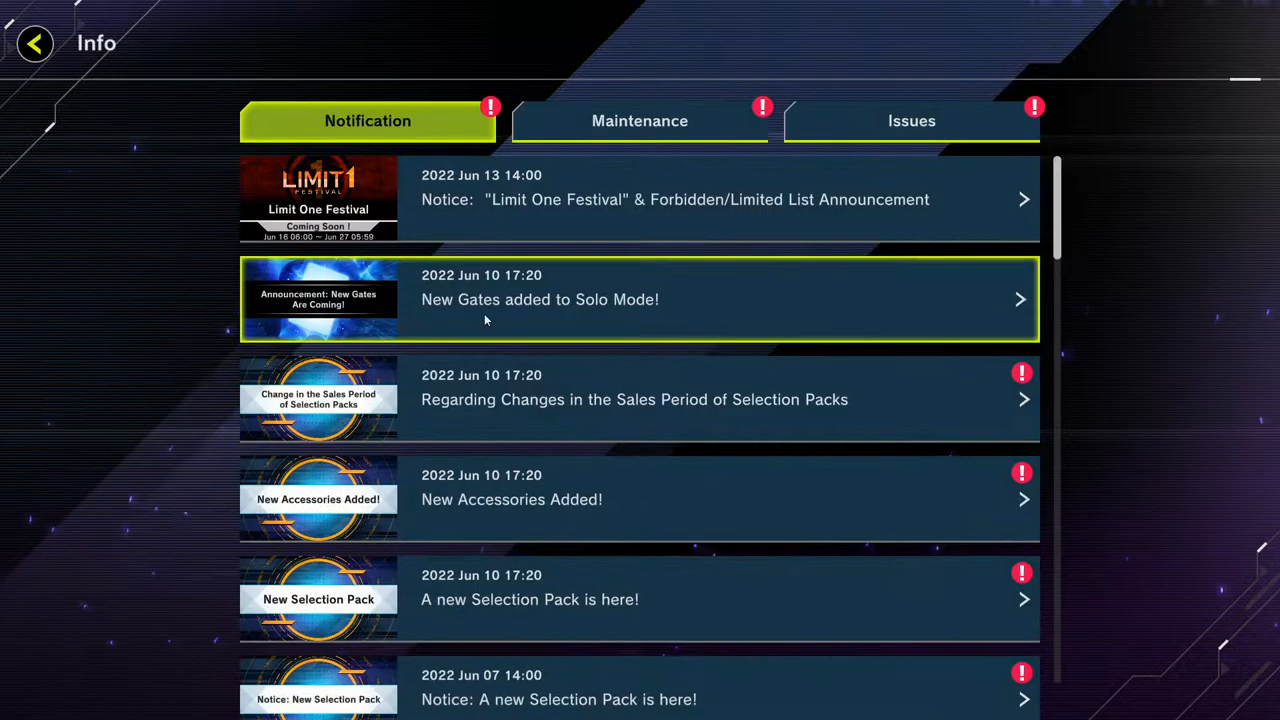 Info
Notification
!
Maintenance
!
Issues
!
LIMIT1
FESTIVAL
Limit One Festival
Coming Soon !
Jun 16 06:00 ~ Jun 27 05:59
2022 Jun 13 14:00
Notice: "Limit One Festival" & Forbidden/Limited List Announcement
Announcement: New Gates
Are Coming!
2022 Jun 10 17:20
New Gates added to Solo Mode!
Change in the Sales Period
of Selection Packs
2022 Jun 10 17:20
Regarding Changes in the Sales Period of Selection Packs
!
New Accessories Added!
2022 Jun 10 17:20
New Accessories Added!
!
New Selection Pack
2022 Jun 10 17:20
A new Selection Pack is here!
!
Notice: New Selection Pack
2022 Jun 07 14:00
Notice: A new Selection Pack is here!
!